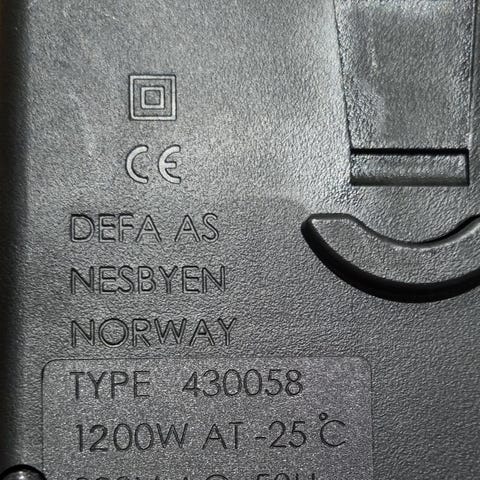 CE
DEFA AS
NESBYEN
NORWAY
TYPE 430058
1200W AT -25°C